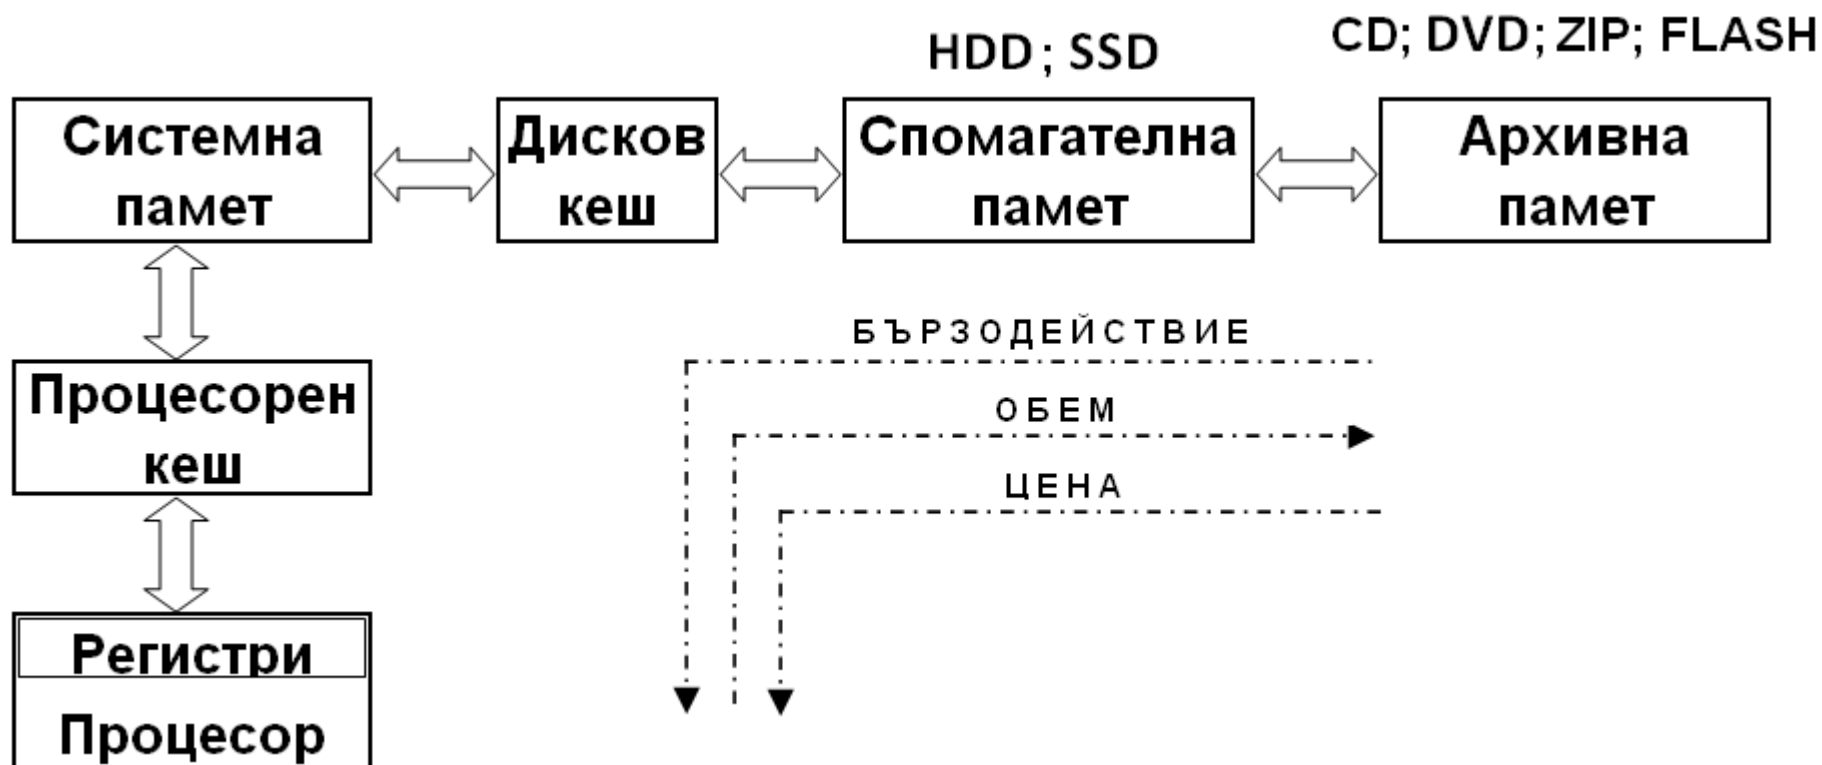 HDD; SSD
CD; DVD; ZIP; FLASH
Системна
памет
Дисков
кеш
Спомагателна
памет
Архивна
памет
БЪРЗОДЕЙСТВИЕ
ОБЕМ
ЦЕНА
Процесорен
кеш
Регистри
Процесор